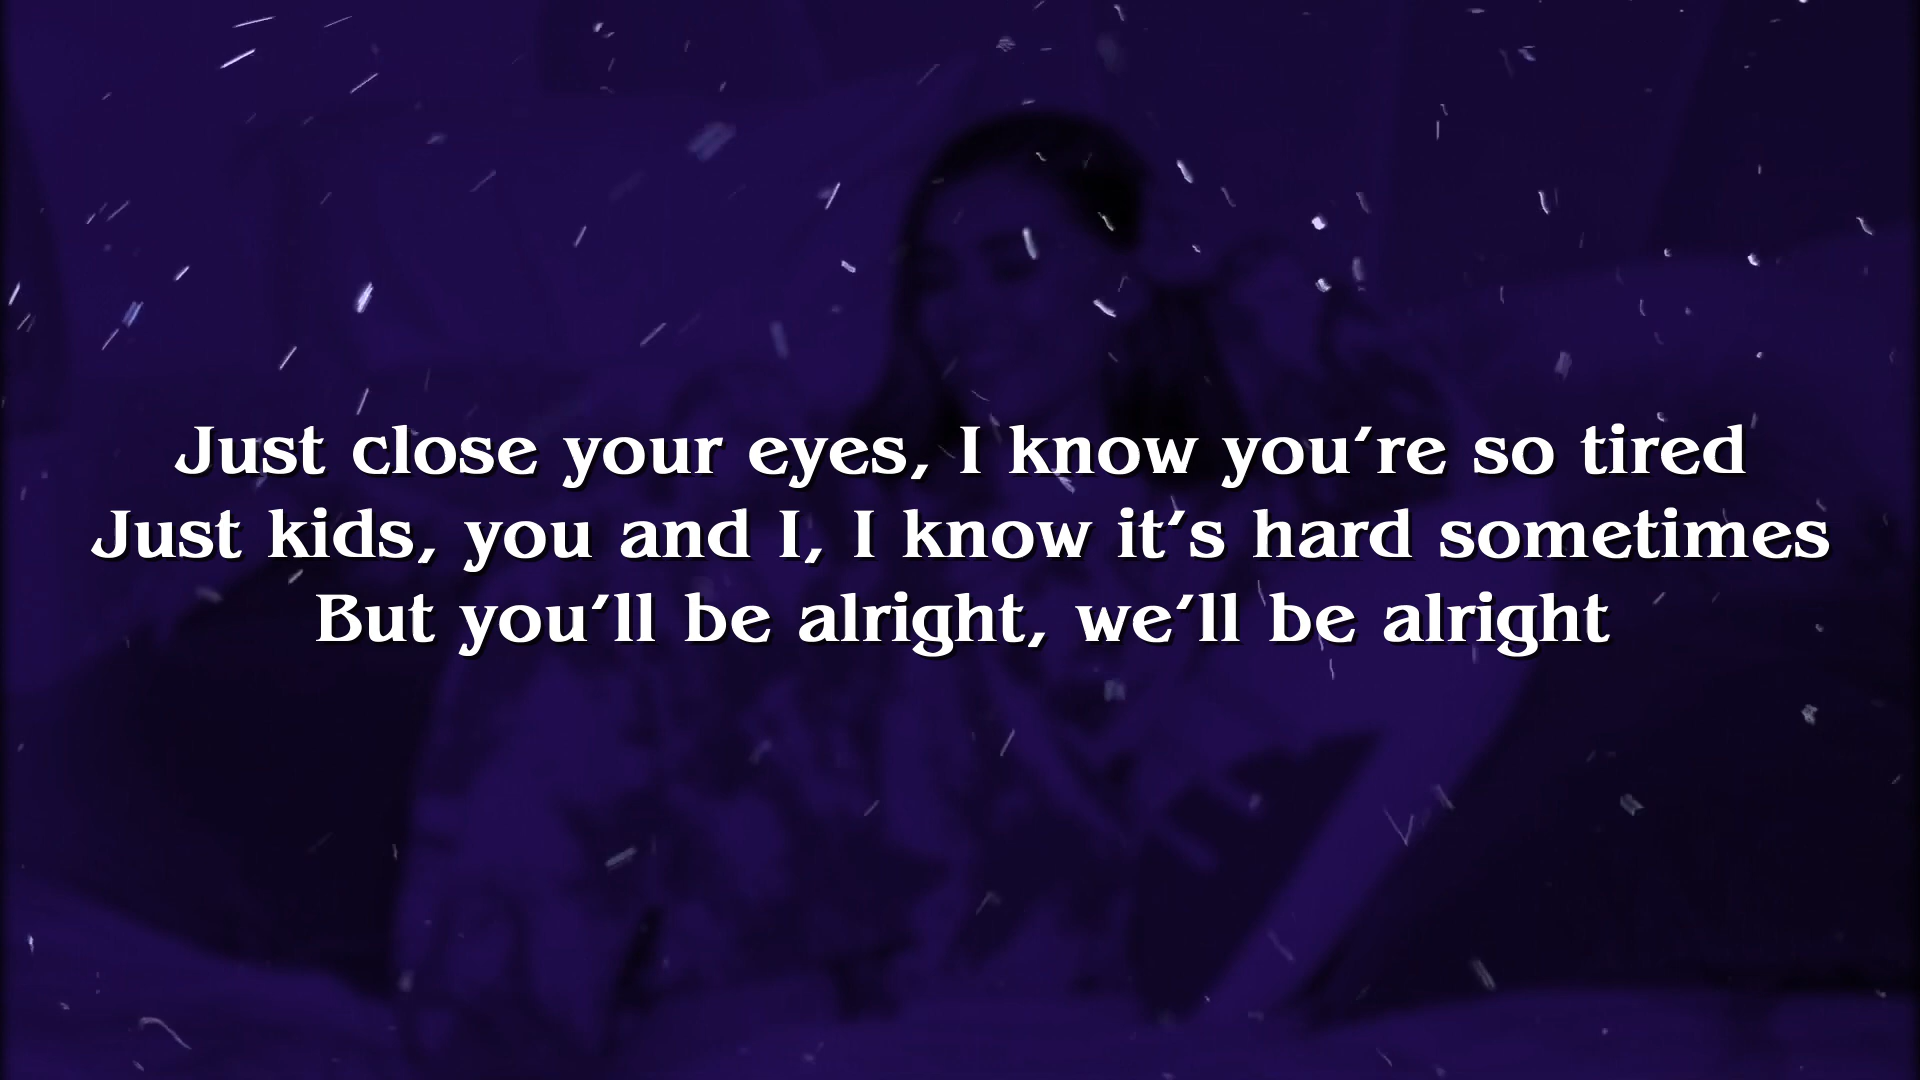 Just close your eyes, I know you’re so tired
Just kids, you and I, I know it’s hard sometimes
But you’ll be alright, we’ll be alright